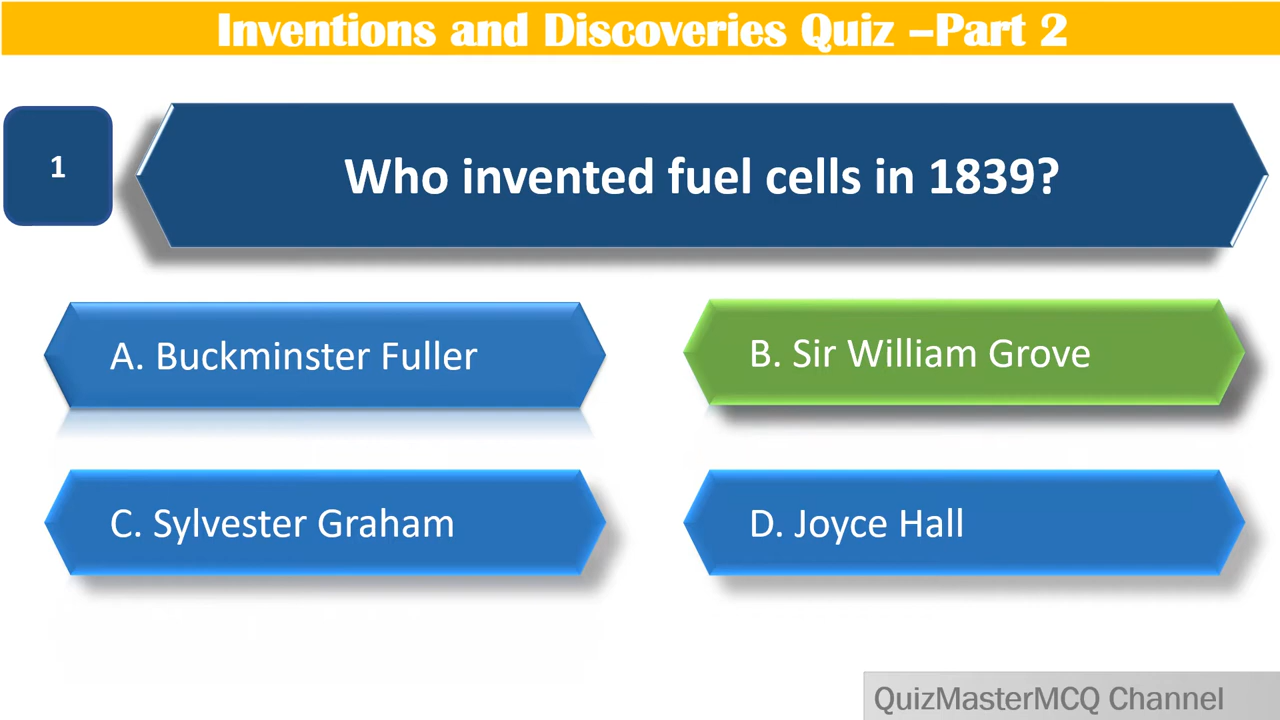 Inventions and Discoveries Quiz –Part 2
1
Who invented fuel cells in 1839?
A. Buckminster Fuller
B. Sir William Grove
C. Sylvester Graham
D. Joyce Hall
QuizMasterMCQ Channel